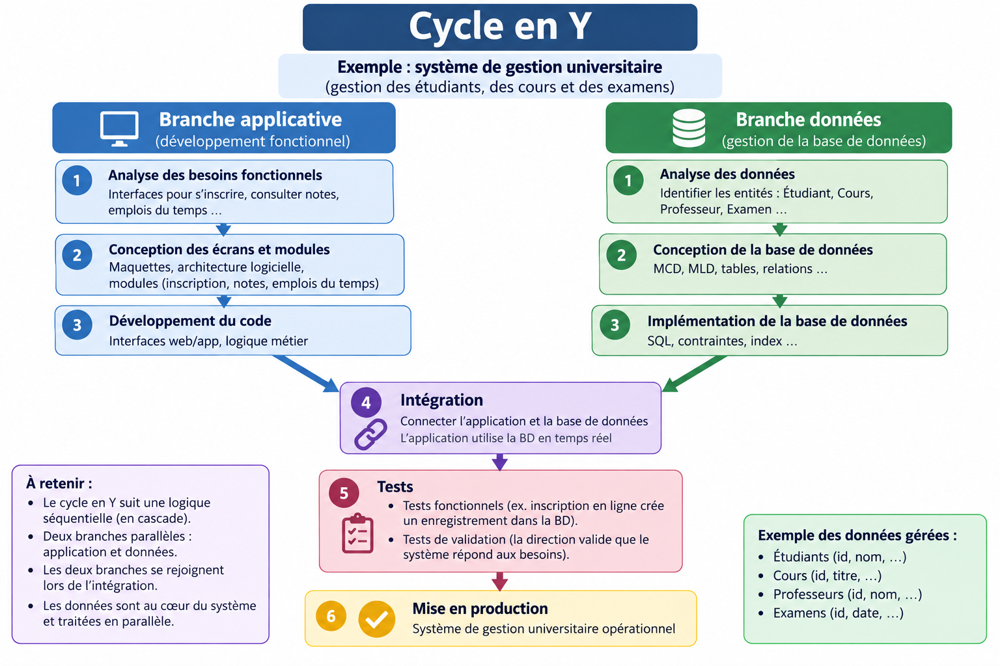 Cycle en Y
Exemple : système de gestion universitaire
(gestion des étudiants, des cours et des examens)
Branche applicative
(développement fonctionnel)
1
Analyse des besoins fonctionnels
Interfaces pour s’inscrire, consulter notes,
emplois du temps …
2
Conception des écrans et modules
Maquettes, architecture logicielle,
modules (inscription, notes, emplois du temps)
3
Développement du code
Interfaces web/app, logique métier
Branche données
(gestion de la base de données)
1
Analyse des données
Identifier les entités : Étudiant, Cours,
Professeur, Examen …
2
Conception de la base de données
MCD, MLD, tables, relations …
3
Implémentation de la base de données
SQL, contraintes, index …
4
Intégration
Connecter l’application et la base de données
L’application utilise la BD en temps réel
5
Tests
• Tests fonctionnels (ex. inscription en ligne crée
un enregistrement dans la BD).
• Tests de validation (la direction valide que le
système répond aux besoins).
6
Mise en production
Système de gestion universitaire opérationnel
À retenir :
• Le cycle en Y suit une logique
séquentielle (en cascade).
• Deux branches parallèles :
application et données.
• Les deux branches se rejoignent
lors de l’intégration.
• Les données sont au cœur du système
et traitées en parallèle.
Exemple des données gérées :
• Étudiants (id, nom, …)
• Cours (id, titre, …)
• Professeurs (id, nom, …)
• Examens (id, date, …)